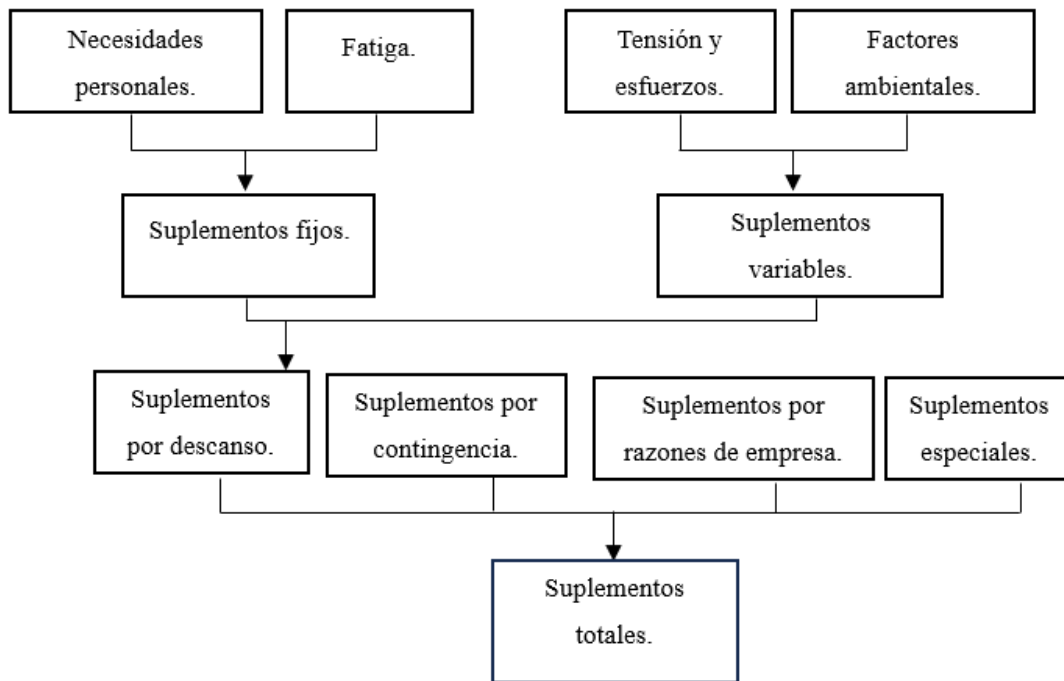 Necesidades
personales.
Fatiga.
Tensión y
esfuerzos.
Factores
ambientales.
Suplementos fijos.
Suplementos
variables.
Suplementos
por descanso.
Suplementos por
contingencia.
Suplementos por
razones de empresa.
Suplementos
especiales.
Suplementos
totales.